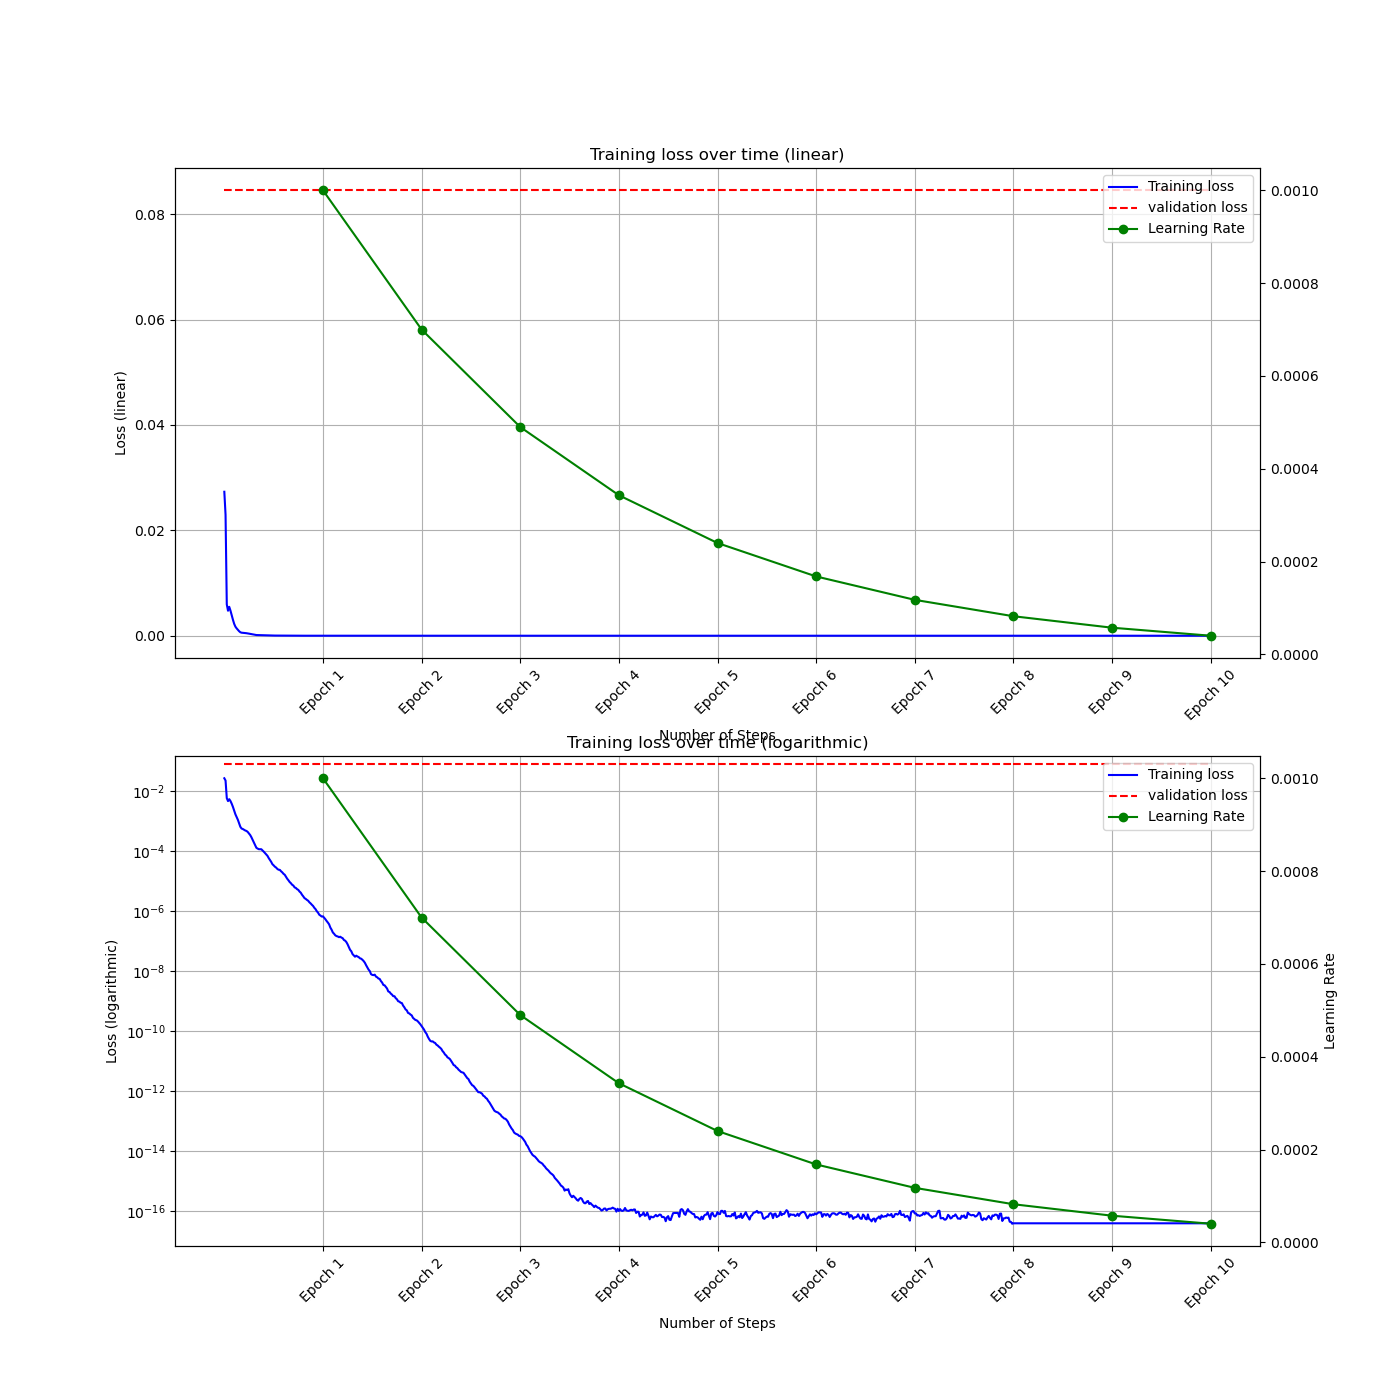 Training loss over time (linear)
Training loss
validation loss
Learning Rate
0.08
0.06
0.04
0.02
0.00
Loss (linear)
0.0010
0.0008
0.0006
0.0004
0.0002
0.0000
Epoch 1
Epoch 2
Epoch 3
Epoch 4
Epoch 5
Epoch 6
Epoch 7
Epoch 8
Epoch 9
Epoch 10
Number of Steps
Training loss over time (logarithmic)
Training loss
validation loss
Learning Rate
10⁻²
10⁻⁴
10⁻⁶
10⁻⁸
10⁻¹⁰
10⁻¹²
10⁻¹⁴
10⁻¹⁶
Loss (logarithmic)
0.0010
0.0008
0.0006
0.0004
0.0002
0.0000
Learning Rate
Epoch 1
Epoch 2
Epoch 3
Epoch 4
Epoch 5
Epoch 6
Epoch 7
Epoch 8
Epoch 9
Epoch 10
Number of Steps